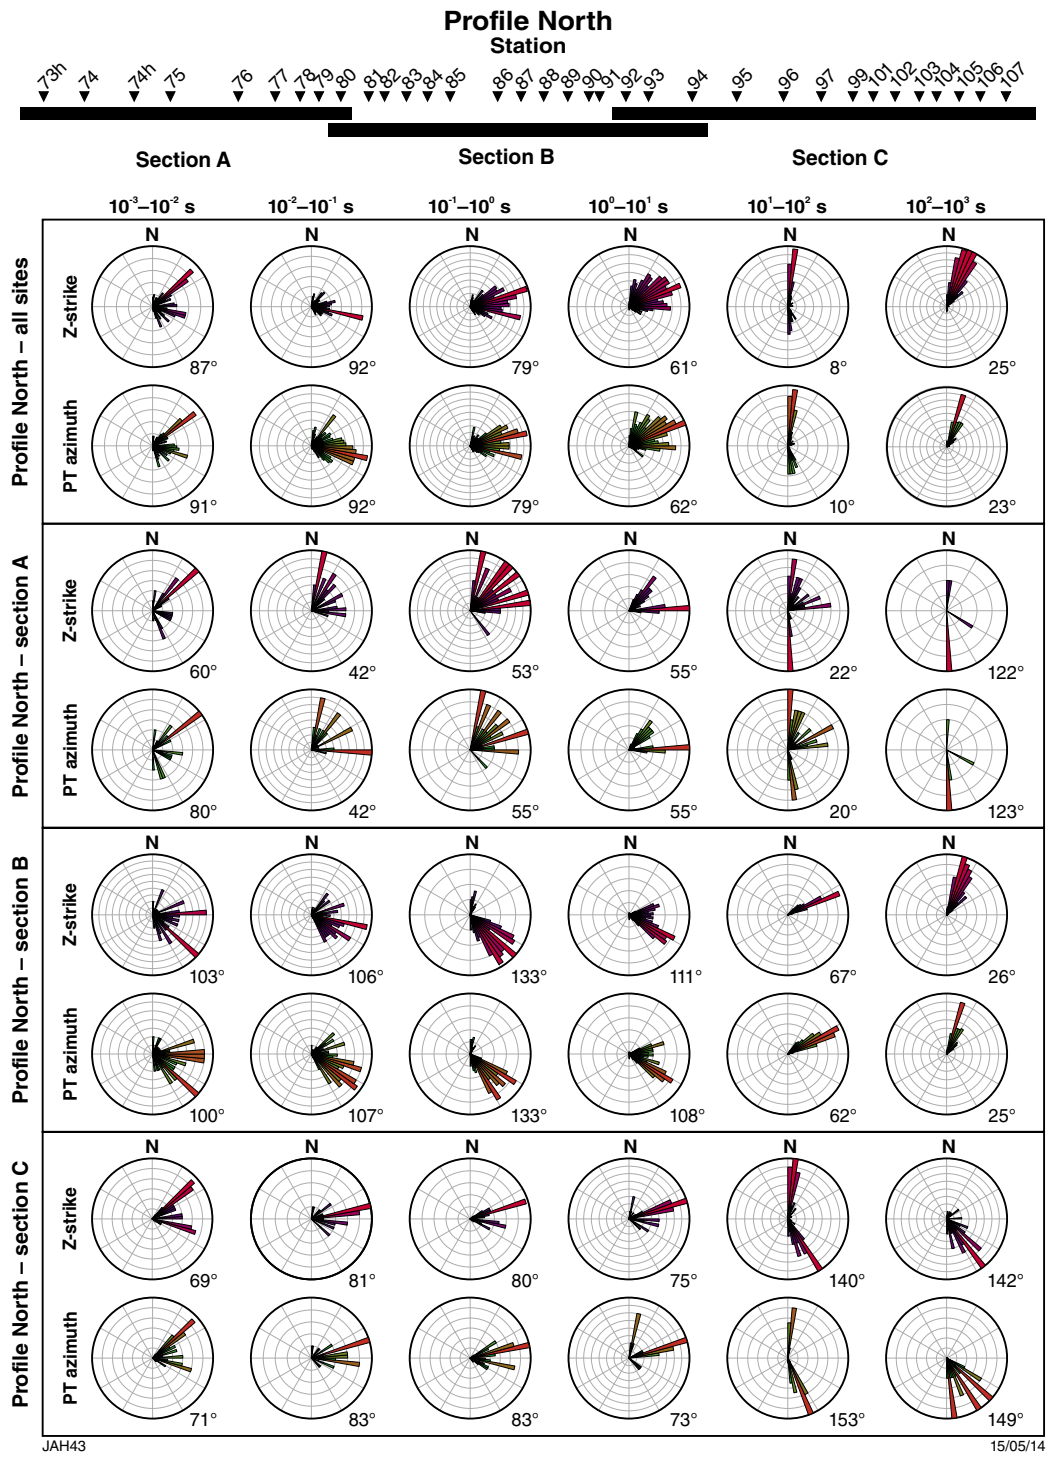 Profile North
Station
73h 74 74h 75 76 77 78 79 80 81 82 83 84 85 86 87 88 89 90 91 92 93 94 95 96 97 99 101 102 103 104 105 106 107
Section A Section B Section C
10⁻³–10⁻² s 10⁻²–10⁻¹ s 10⁻¹–10⁰ s 10⁰–10¹ s 10¹–10² s 10²–10³ s
Profile North – all sites
N N N N N N
Z-strike
87° 92° 79° 61° 8° 25°
PT azimuth
91° 92° 79° 62° 10° 23°
Profile North – section A
N N N N N N
Z-strike
60° 42° 53° 55° 22° 122°
PT azimuth
80° 42° 55° 55° 20° 123°
Profile North – section B
N N N N N N
Z-strike
103° 106° 133° 111° 67° 26°
PT azimuth
100° 107° 133° 108° 62° 25°
Profile North – section C
N N N N N N
Z-strike
69° 81° 80° 75° 140° 142°
PT azimuth
71° 83° 83° 73° 153° 149°
JAH43 15/05/14